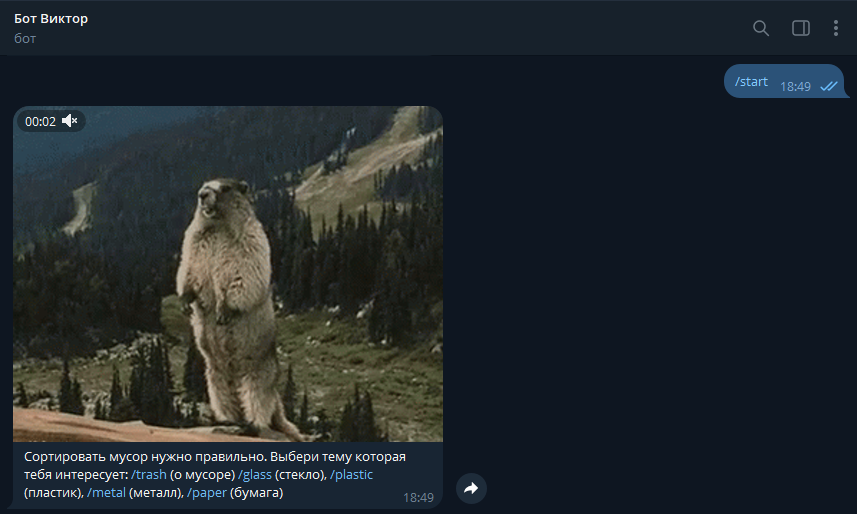 Бот Виктор
бот
/start 18:49
00:02
Сортировать мусор нужно правильно. Выбери тему которая
тебя интересует: /trash (о мусоре) /glass (стекло), /plastic
(пластик), /metal (металл), /paper (бумага)
18:49